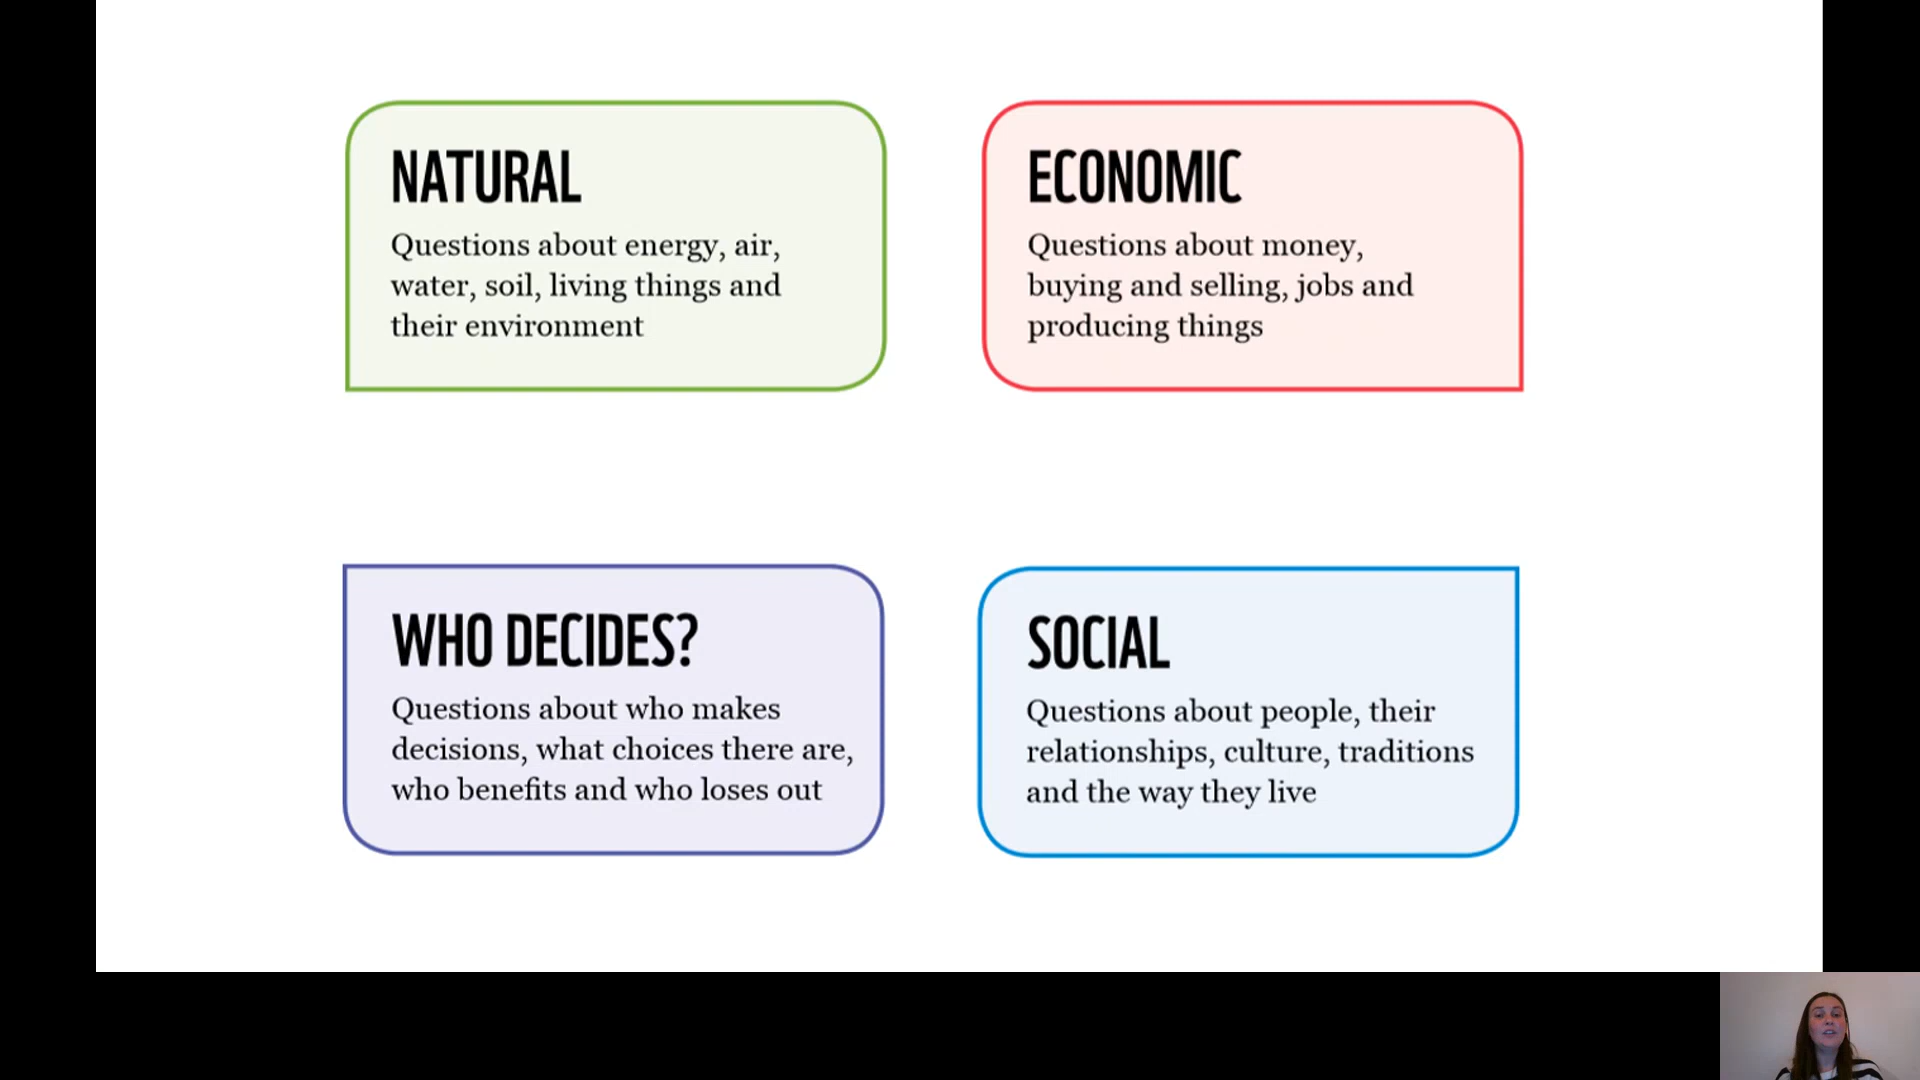 NATURAL
Questions about energy, air,
water, soil, living things and
their environment
ECONOMIC
Questions about money,
buying and selling, jobs and
producing things
WHO DECIDES?
Questions about who makes
decisions, what choices there are,
who benefits and who loses out
SOCIAL
Questions about people, their
relationships, culture, traditions
and the way they live